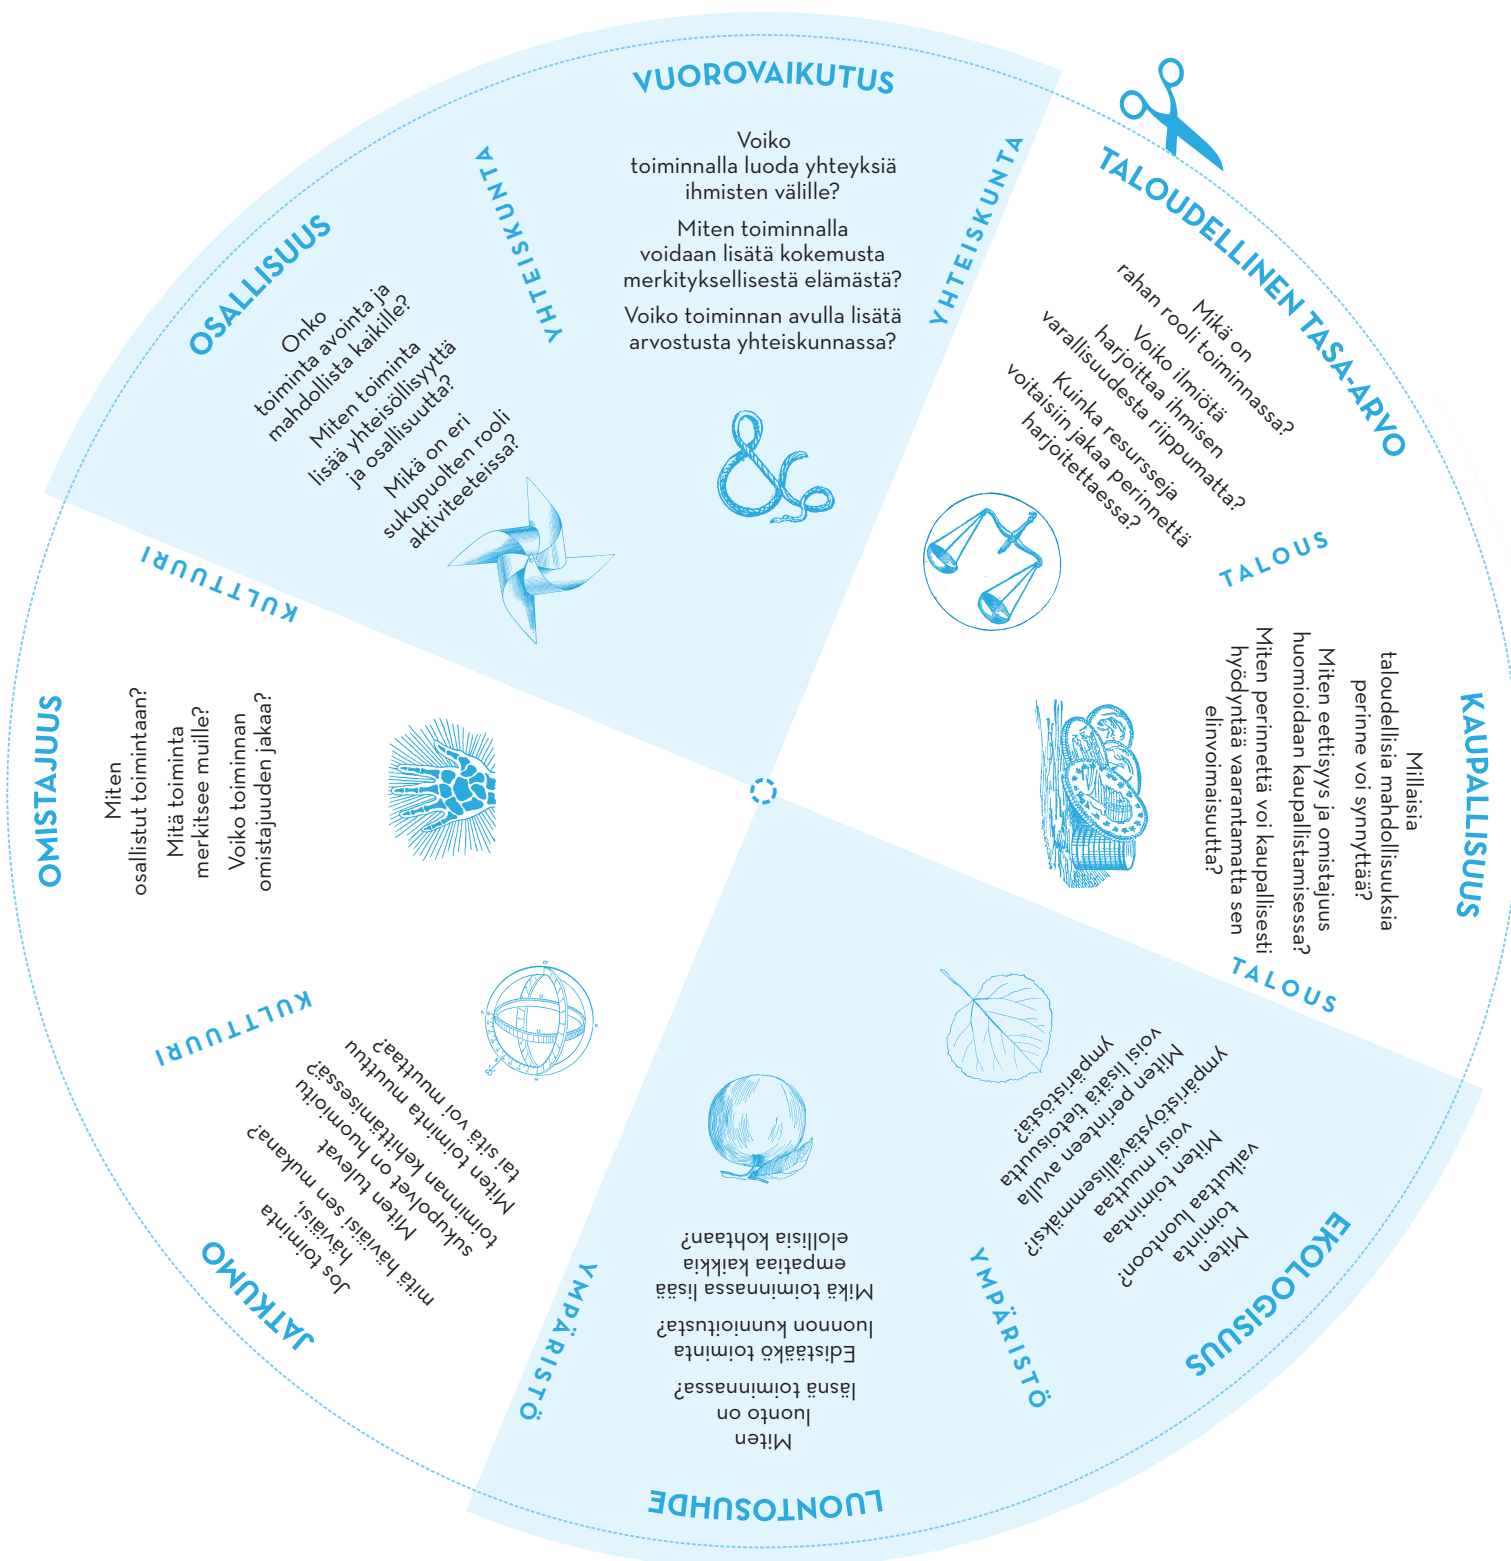 VUOROVAIKUTUS
Voiko
toiminnalla luoda yhteyksiä
ihmisten välille?
Miten toiminnalla
voidaan lisätä kokemusta
merkityksellisestä elämästä?
Voiko toiminnan avulla lisätä
arvostusta yhteiskunnassa?
YHTEISKUNTA
TALOUDELLINEN TASA-ARVO
Mikä on
rahan rooli toiminnassa?
Voiko ilmiötä
harjoittaa ihmisen
varallisuudesta riippumatta?
Kuinka resursseja
voitaisiin jakaa perinnettä
harjoitettaessa?
TALOUS
KAUPALLISUUS
Millaisia
taloudellisia mahdollisuuksia
perinne voi synnyttää?
Miten eettisyys ja omistajuus
huomioidaan kaupallistamisessa?
Miten perinnettä voi kaupallisesti
hyödyntää vaarantamatta sen
elinvoimaisuutta?
TALOUS
EKOLOGISUUS
Miten
toiminta
vaikuttaa luontoon?
Miten toimintaa
voisi muuttaa
ympäristöystävällisemmäksi?
Miten perinteen avulla
voisi lisätä tietoisuutta
ympäristöstä?
YMPÄRISTÖ
LUONTOSUHDE
Miten
luonto on
läsnä toiminnassa?
Edistääkö toiminta
luonnon kunnioitusta?
Mikä toiminnassa lisää
empatiaa kaikkia
elollisia kohtaan?
YMPÄRISTÖ
JATKUMO
Jos toiminta
häviäisi,
mitä häviäisi sen mukana?
Miten tulevat
sukupolvet on huomioitu
toiminnan kehittämisessä?
Miten toiminta muuttuu
tai sitä voi muuttaa?
KULTTUURI
OMISTAJUUS
Miten
osallistut toimintaan?
Mitä toiminta
merkitsee muille?
Voiko toiminnan
omistajuuden jakaa?
KULTTUURI
OSALLISUUS
Onko
toiminta avointa ja
mahdollista kaikille?
Miten toiminta
lisää yhteisöllisyyttä
ja osallisuutta?
Mikä on eri
sukupuolten rooli
aktiviteeteissa?
YHTEISKUNTA